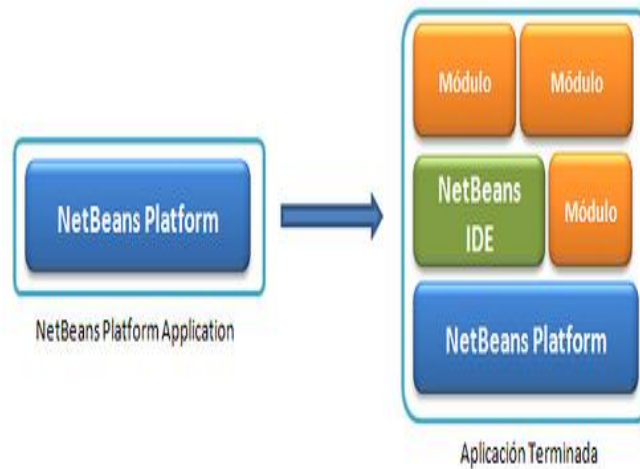 NetBeans Platform
NetBeans Platform Application
Módulo
Módulo
NetBeans
IDE
Módulo
NetBeans Platform
Aplicación Terminada